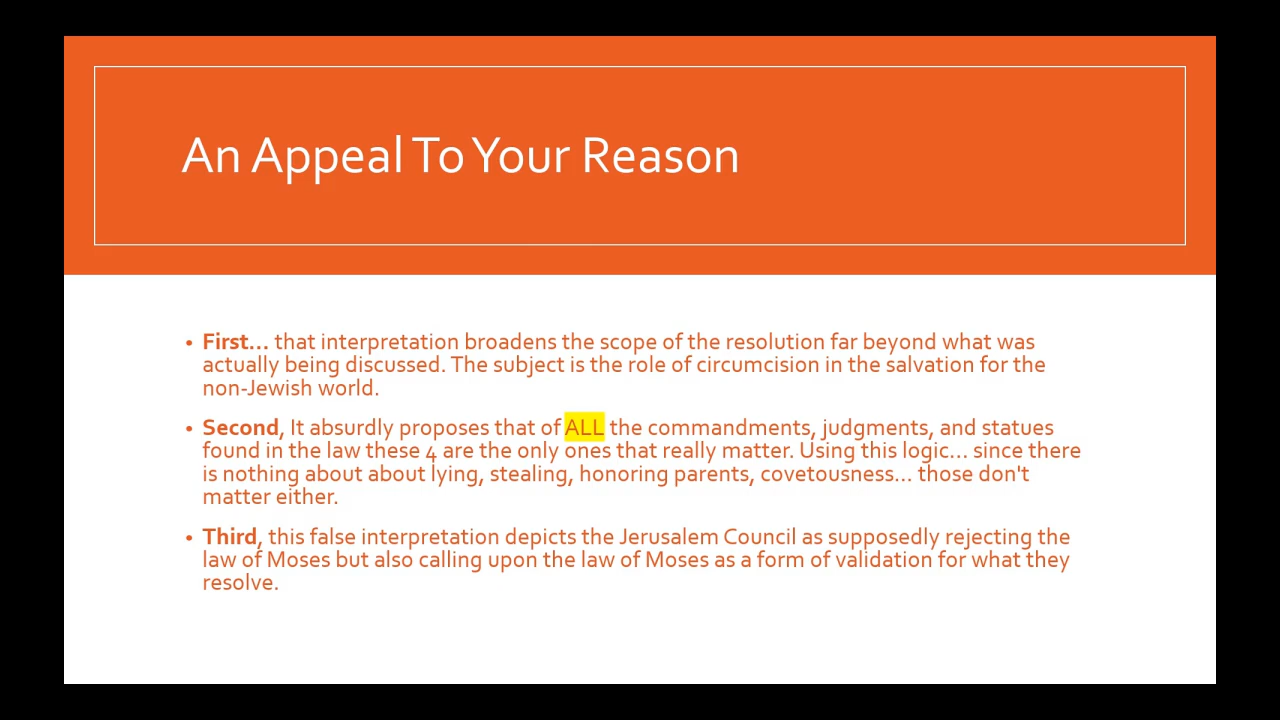 An Appeal To Your Reason
• First... that interpretation broadens the scope of the resolution far beyond what was
actually being discussed. The subject is the role of circumcision in the salvation for the
non-Jewish world.
• Second, It absurdly proposes that of ALL the commandments, judgments, and statues
found in the law these 4 are the only ones that really matter. Using this logic... since there
is nothing about about lying, stealing, honoring parents, covetousness... those don't
matter either.
• Third, this false interpretation depicts the Jerusalem Council as supposedly rejecting the
law of Moses but also calling upon the law of Moses as a form of validation for what they
resolve.